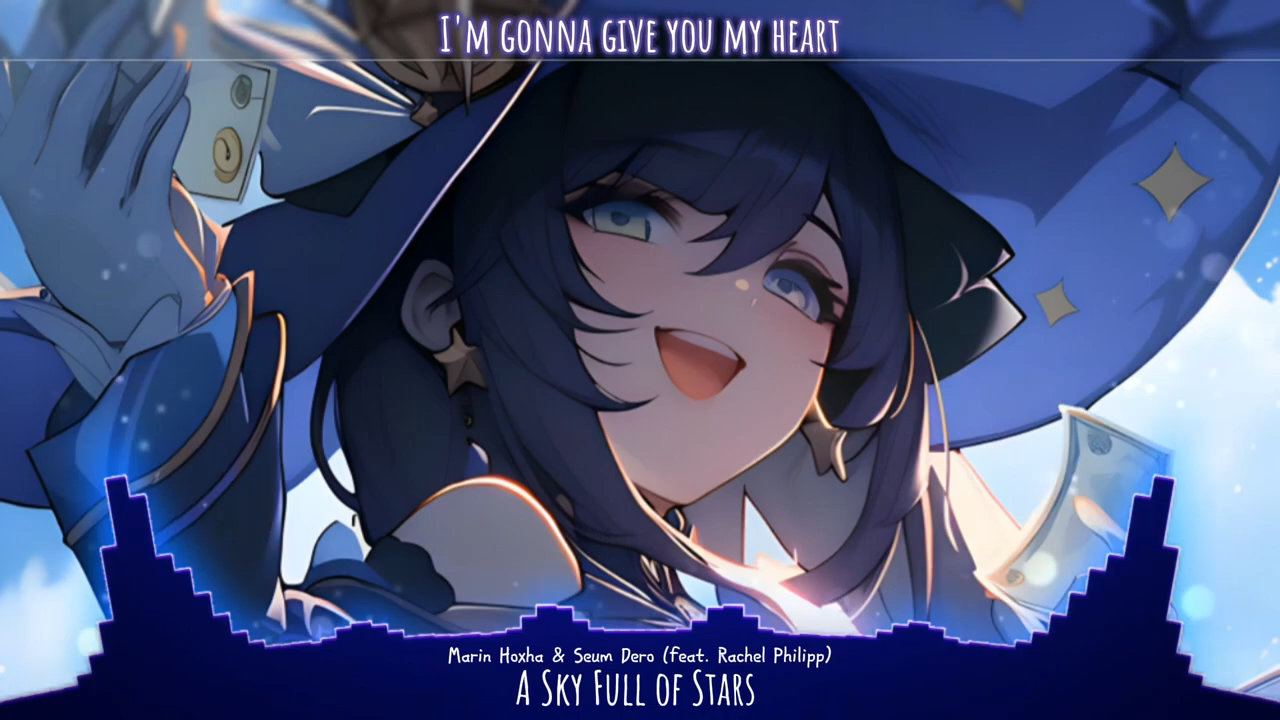 I'm gonna give you my heart
Marin Hoxha & Seum Dero (feat. Rachel Philipp)
A Sky Full of Stars